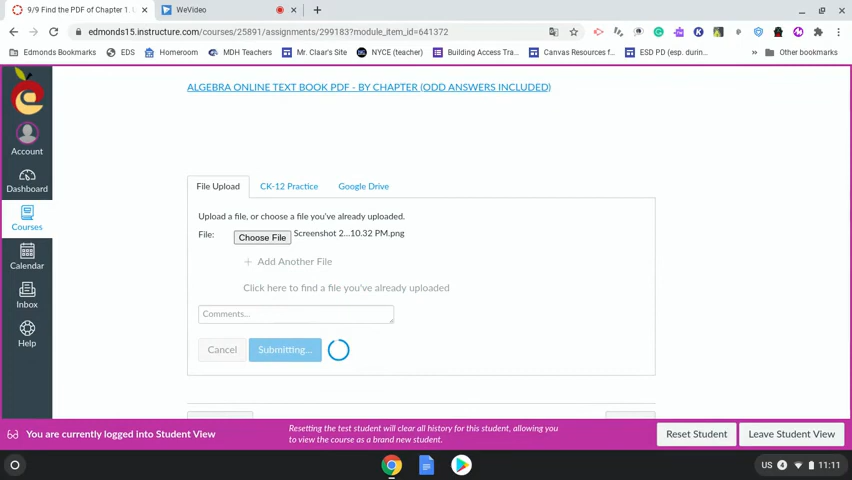 9/9 Find the PDF of Chapter 1. U
WeVideo
edmonds15.instructure.com/courses/25891/assignments/299183?module_item_id=641372
Edmonds Bookmarks
EDS
Homeroom
MDH Teachers
Mr. Claar's Site
NYCE (teacher)
Building Access Trac...
Canvas Resources f...
ESD PD (esp. durin...
»
Other bookmarks
ALGEBRA ONLINE TEXT BOOK PDF - BY CHAPTER (ODD ANSWERS INCLUDED)
Account
Dashboard
Courses
Calendar
Inbox
Help
File Upload
CK-12 Practice
Google Drive
Upload a file, or choose a file you've already uploaded.
File:
Choose File
Screenshot 2...10.32 PM.png
+ Add Another File
Click here to find a file you've already uploaded
Comments...
Cancel
Submitting...
You are currently logged into Student View
Resetting the test student will clear all history for this student, allowing you
to view the course as a brand new student.
Reset Student
Leave Student View
US
4
11:11